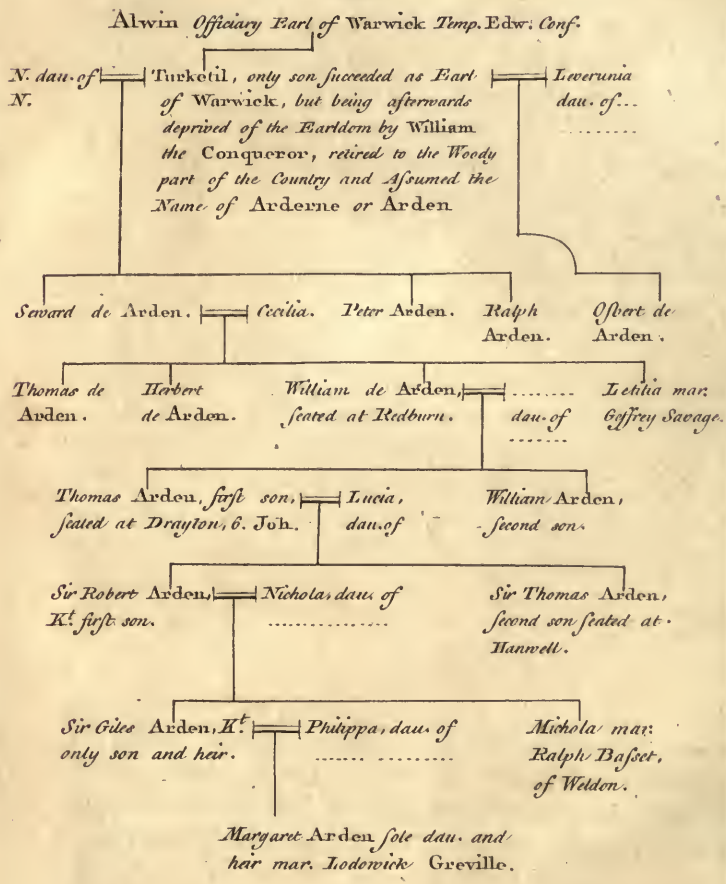 Alwin Officiary Earl of Warwick Temp. Edw. Conf.
N. dau. of
N.
Turketil, only son succeeded as Earl
of Warwick, but being afterwards
deprived of the Earldom by William
the Conqueror, retired to the Woody
part of the Country and Aſsumed the
Name of Arderne or Arden
Leverunia
dau. of...
........
Seward de Arden.
Cecilia.
Peter Arden.
Ralph
Arden.
Oſbert de
Arden.
Thomas de
Arden.
Herbert
de Arden.
William de Arden,
ſeated at Redburn.
........
dau. of
.......
Letilia mar.
Geffrey Savage.
Thomas Arden, firſt son,
ſeated at Drayton, 6. Joh.
Lucia,
dau. of
William Arden,
ſecond son.
Sir Robert Arden,
Kt. firſt son.
Nichola, dau. of
..................
Sir Thomas Arden,
ſecond son ſeated at
Hanwell.
Sir Giles Arden, Kt.
only son and heir.
Philippa, dau. of
...... ..........
Michola mar.
Ralph Baſset,
of Weldon.
Margaret Arden ſole dau. and
heir mar. Lodowick Greville.